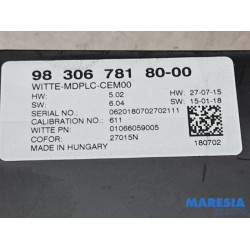 98 306 781 80-00
WITTE-MDPLC-CEM00
HW: 5.02 HW: 27-07-15
SW: 6.04 SW: 15-01-18
SERIAL NO.: 0620180702702111
CALIBRATION NO.: 611
WITTE PN: 01066059005
COFOR: 27015N
MADE IN HUNGARY 180702
MARESIA